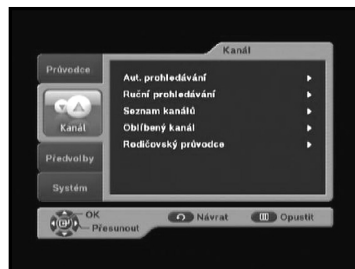 Kanál
Průvodce
Kanál
Předvolby
Systém
Aut. prohledávání
Ruční prohledávání
Seznam kanálů
Oblíbený kanál
Rodičovský průvodce
OK
Přesunout
Návrat
Opustit